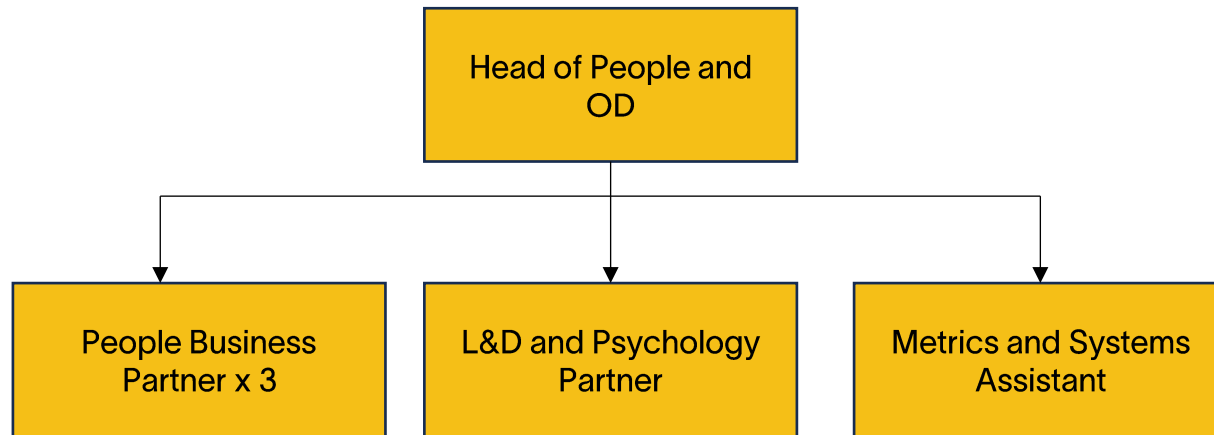 Head of People and
OD
People Business
Partner x 3
L&D and Psychology
Partner
Metrics and Systems
Assistant